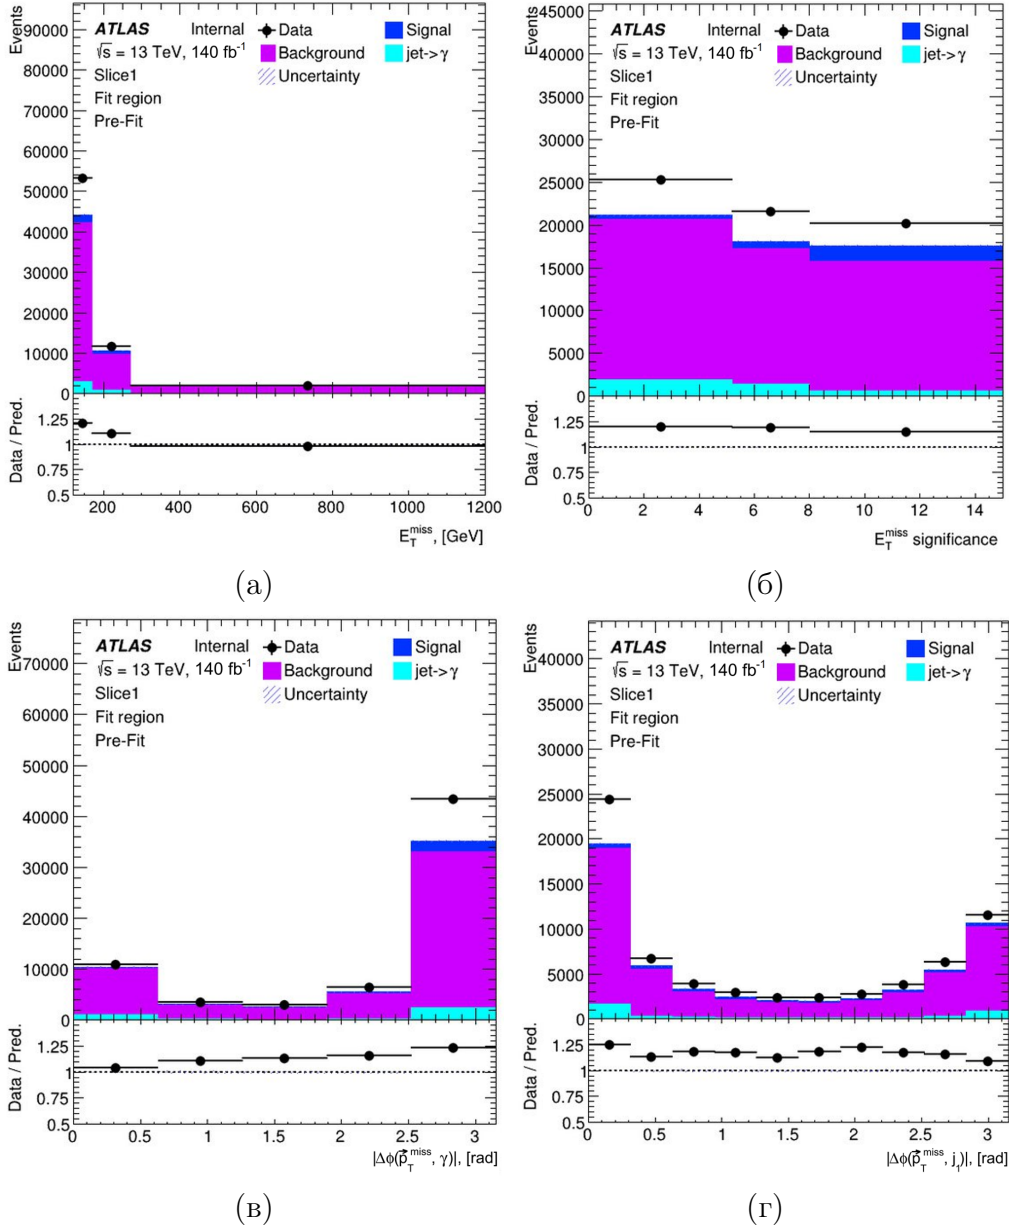 Events
90000
80000
70000
60000
50000
40000
30000
20000
10000
0
ATLAS Internal
√s = 13 TeV, 140 fb⁻¹
Slice1
Fit region
Pre-Fit
Data
Signal
Background
jet->γ
Uncertainty
Data / Pred.
1.25
1
0.75
0.5
200 400 600 800 1000 1200
E_T^miss, [GeV]
(а)
Events
45000
40000
35000
30000
25000
20000
15000
10000
5000
0
ATLAS Internal
√s = 13 TeV, 140 fb⁻¹
Slice1
Fit region
Pre-Fit
Data
Signal
Background
jet->γ
Uncertainty
Data / Pred.
1.25
1
0.75
0.5
0 2 4 6 8 10 12 14
E_T^miss significance
(б)
Events
70000
60000
50000
40000
30000
20000
10000
0
ATLAS Internal
√s = 13 TeV, 140 fb⁻¹
Slice1
Fit region
Pre-Fit
Data
Signal
Background
jet->γ
Uncertainty
Data / Pred.
1.25
1
0.75
0.5
0 0.5 1 1.5 2 2.5 3
|Δϕ(p⃗_T^miss, γ)|, [rad]
(в)
Events
40000
35000
30000
25000
20000
15000
10000
5000
0
ATLAS Internal
√s = 13 TeV, 140 fb⁻¹
Slice1
Fit region
Pre-Fit
Data
Signal
Background
jet->γ
Uncertainty
Data / Pred.
1.25
1
0.75
0.5
0 0.5 1 1.5 2 2.5 3
|Δϕ(p⃗_T^miss, j_1)|, [rad]
(г)